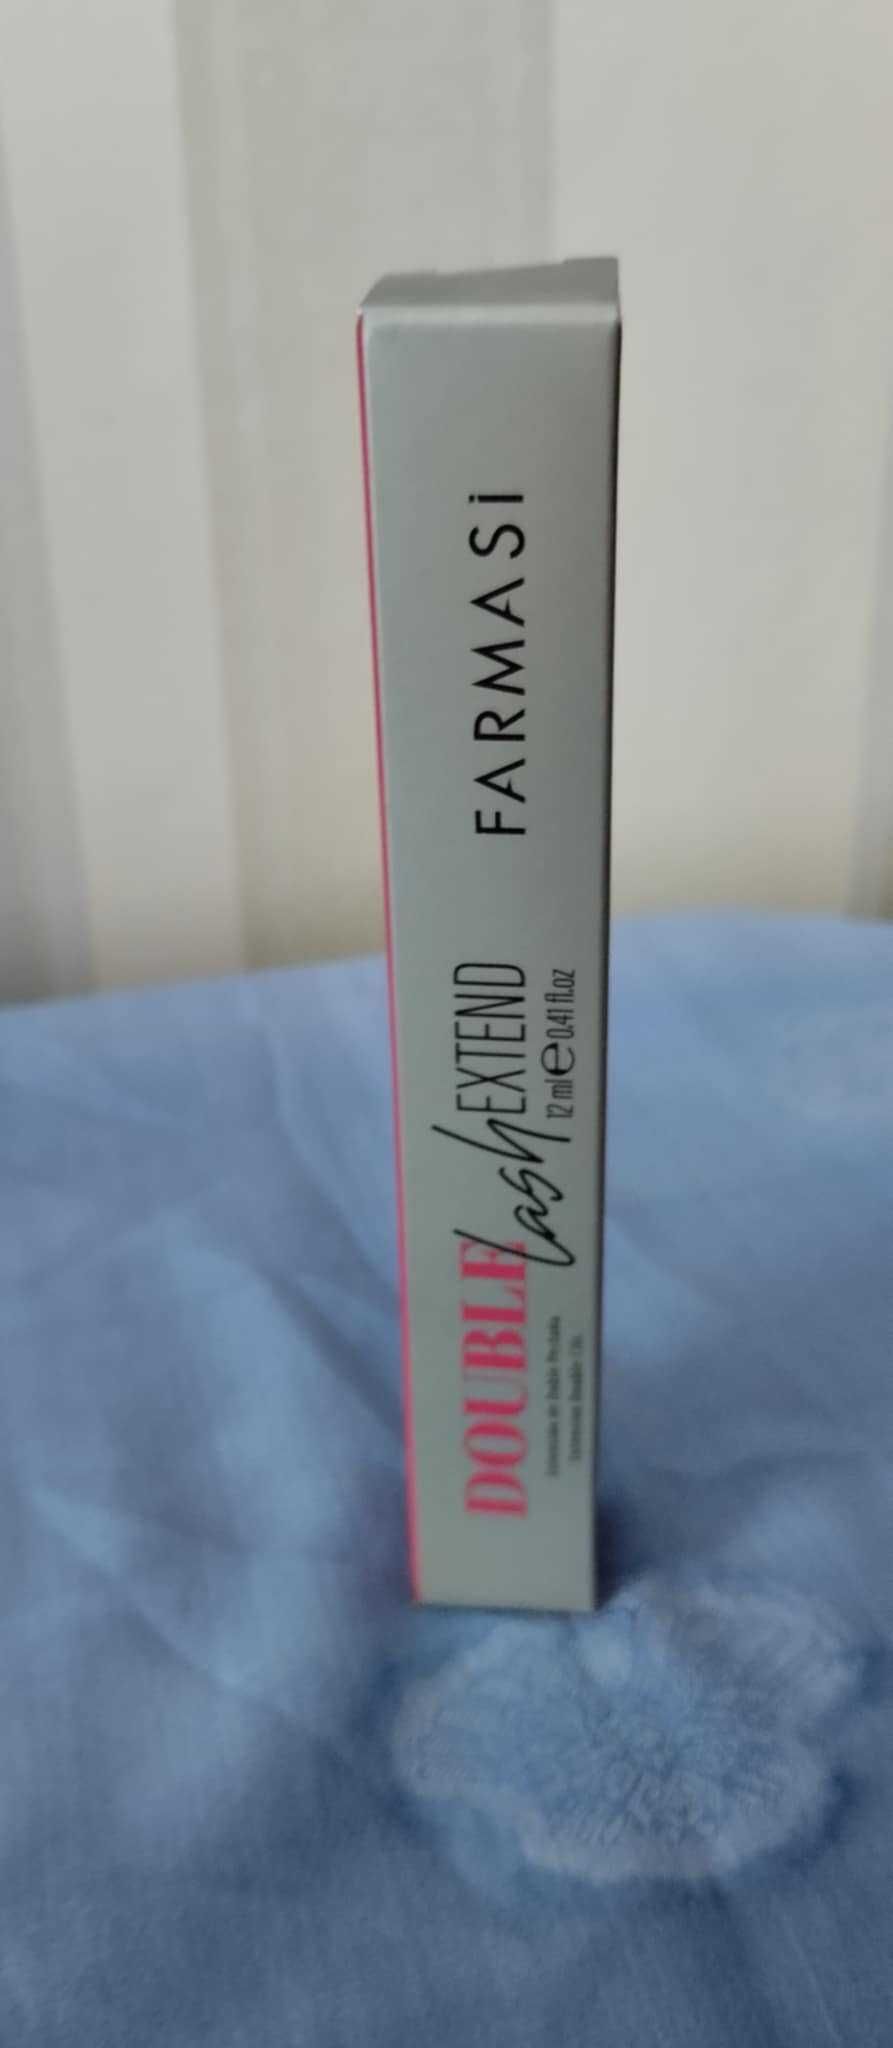 FARMASi
DOUBLE lash EXTEND
12 ml e 0.41 fl.oz